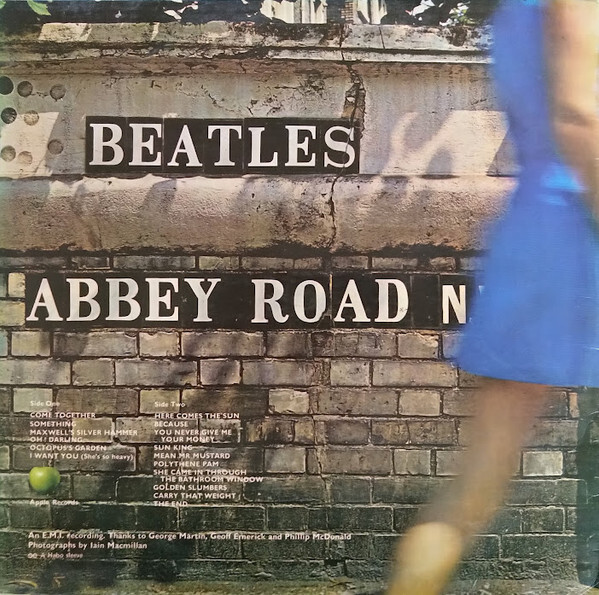 BEATLES
ABBEY ROAD N
Side One
COME TOGETHER
SOMETHING
MAXWELL'S SILVER HAMMER
OH! DARLING
OCTOPUS'S GARDEN
I WANT YOU (She's so heavy)
Apple Records
Side Two
HERE COMES THE SUN
BECAUSE
YOU NEVER GIVE ME
YOUR MONEY
SUN KING
MEAN MR MUSTARD
POLYTHENE PAM
SHE CAME IN THROUGH
THE BATHROOM WINDOW
GOLDEN SLUMBERS
CARRY THAT WEIGHT
THE END
An E.M.I. recording. Thanks to George Martin, Geoff Emerick and Phillip McDonald
Photographs by Iain Macmillan
A Hobo sleeve